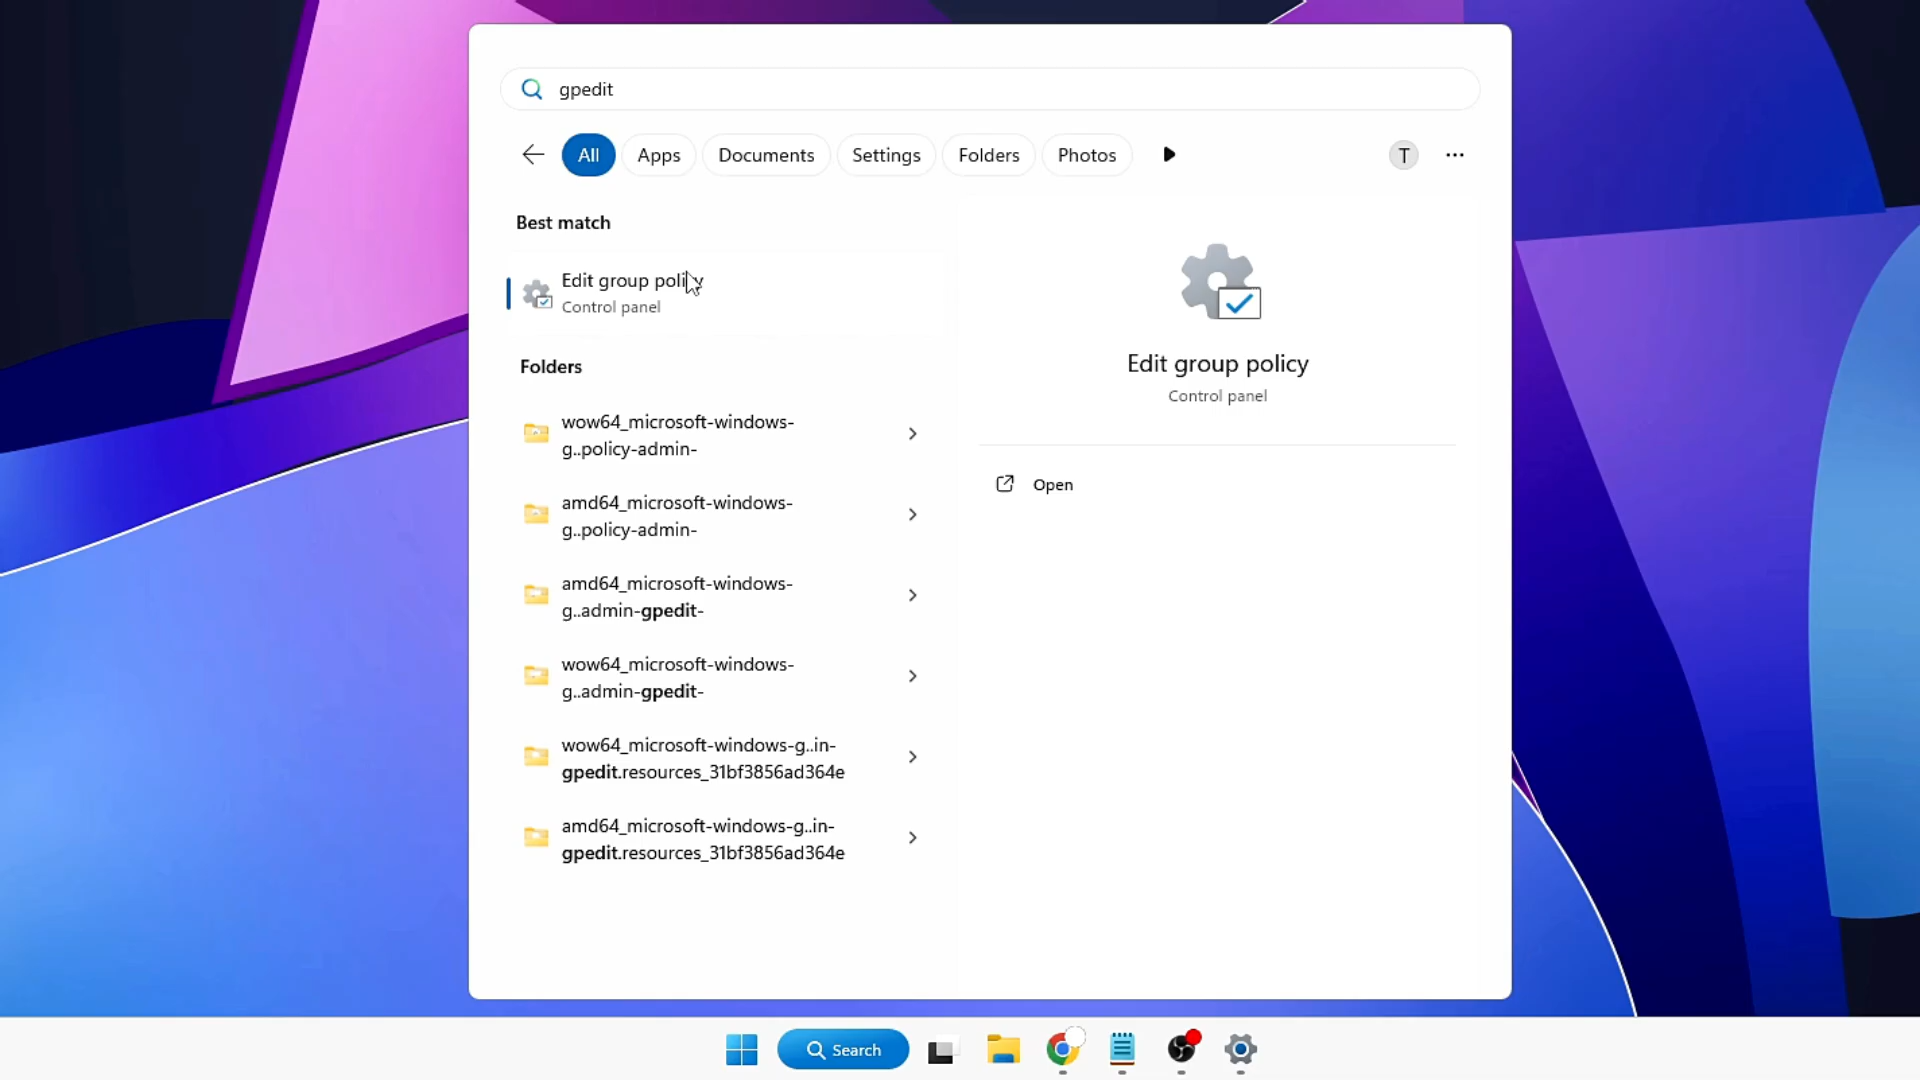 gpedit
All
Apps
Documents
Settings
Folders
Photos
T
Best match
Edit group policy
Control panel
Folders
wow64_microsoft-windows-
g..policy-admin-
amd64_microsoft-windows-
g..policy-admin-
amd64_microsoft-windows-
g..admin-gpedit-
wow64_microsoft-windows-
g..admin-gpedit-
wow64_microsoft-windows-g..in-
gpedit.resources_31bf3856ad364e
amd64_microsoft-windows-g..in-
gpedit.resources_31bf3856ad364e
Edit group policy
Control panel
Open
Search